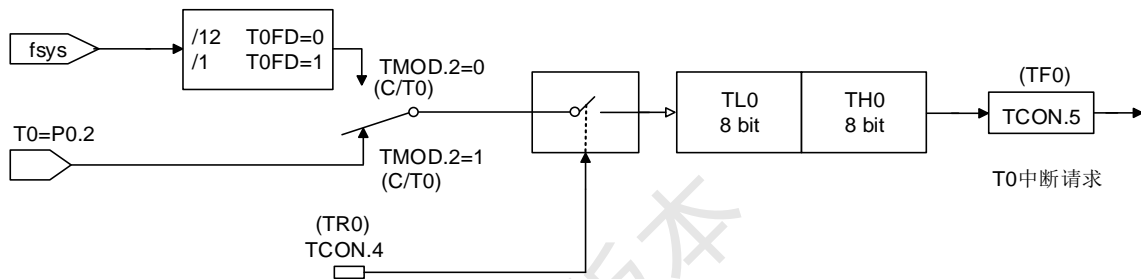 fsys
/12 T0FD=0
/1 T0FD=1
TMOD.2=0
(C/T0)
T0=P0.2
TMOD.2=1
(C/T0)
(TR0)
TCON.4
TL0
8 bit
TH0
8 bit
(TF0)
TCON.5
T0中断请求
本